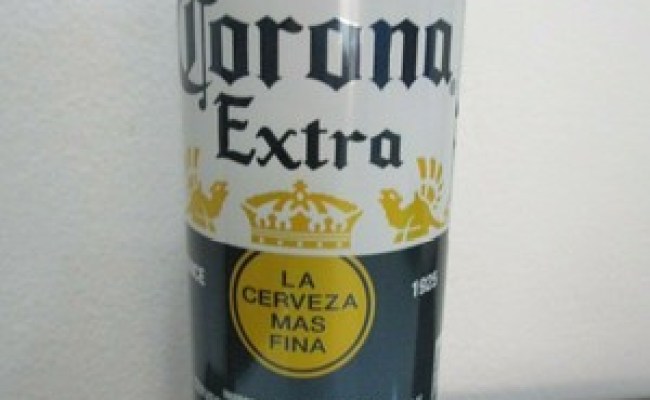 Corona
Extra
LA
CERVEZA
MAS
FINA
1925